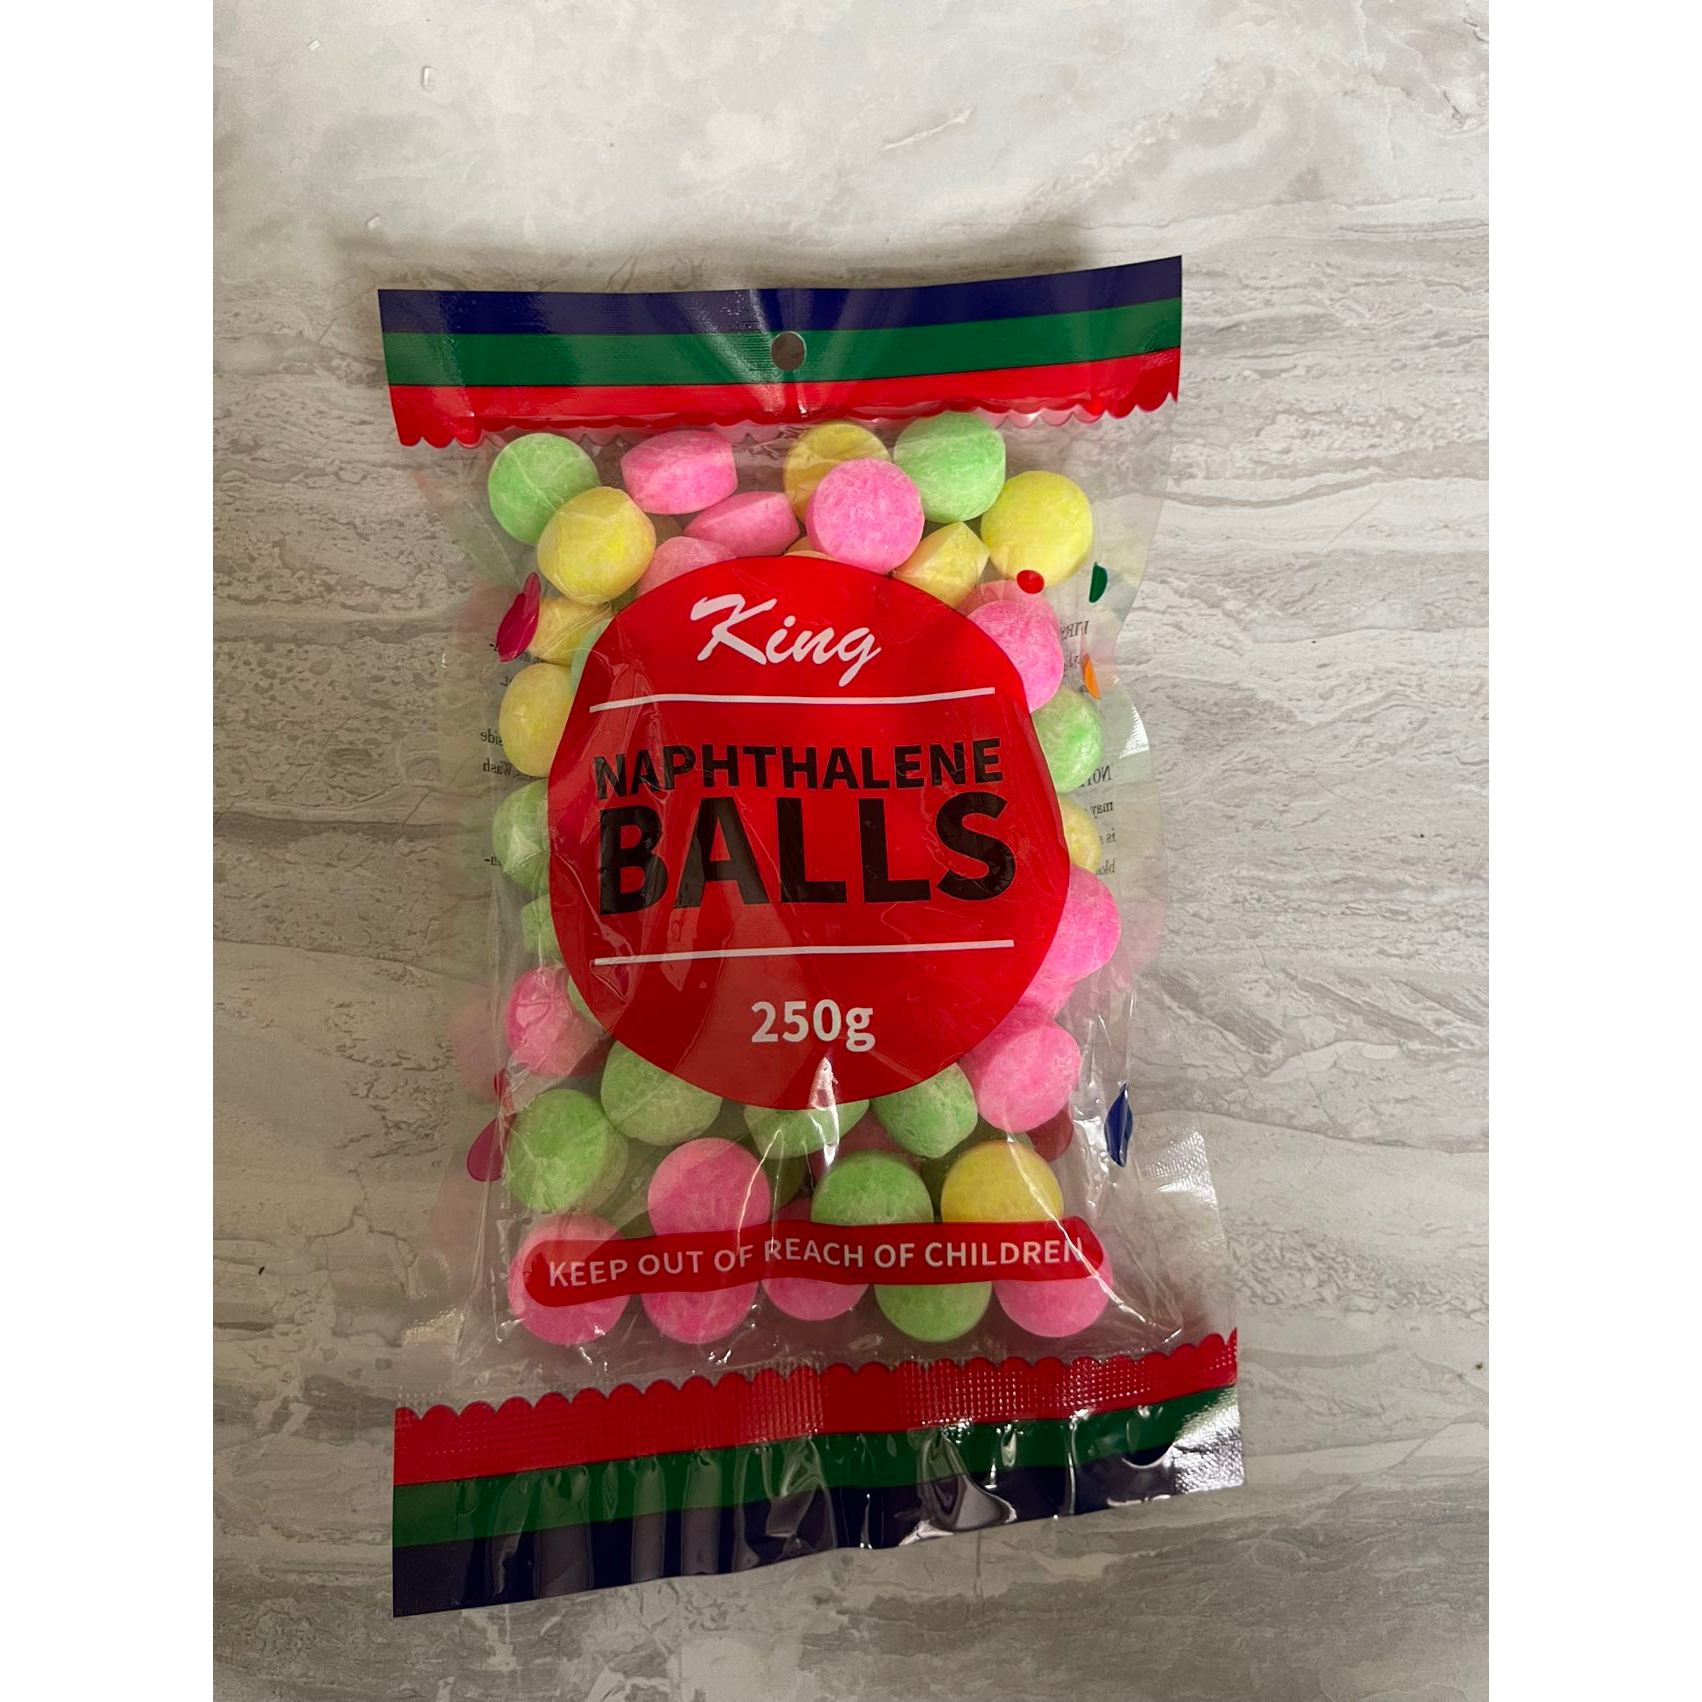 King
NAPHTHALENE
BALLS
250g
KEEP OUT OF REACH OF CHILDREN